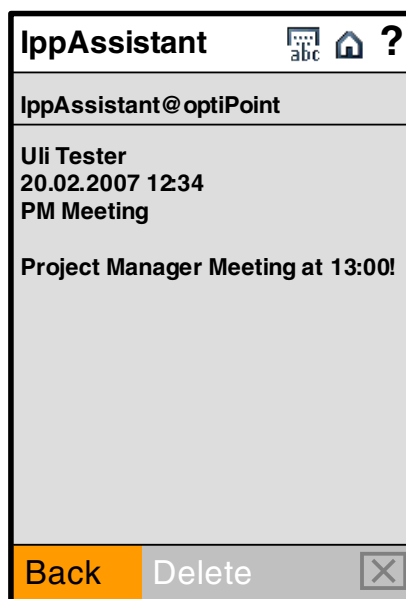 IppAssistant abc ?
IppAssistant@optiPoint
Uli Tester
20.02.2007 12:34
PM Meeting
Project Manager Meeting at 13:00!
Back Delete